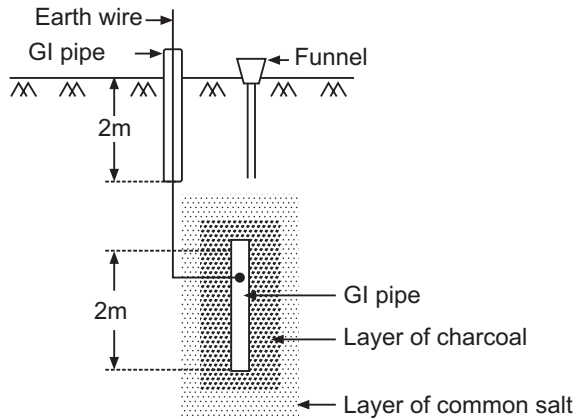 Earth wire
GI pipe
Funnel
2m
2m
GI pipe
Layer of charcoal
Layer of common salt